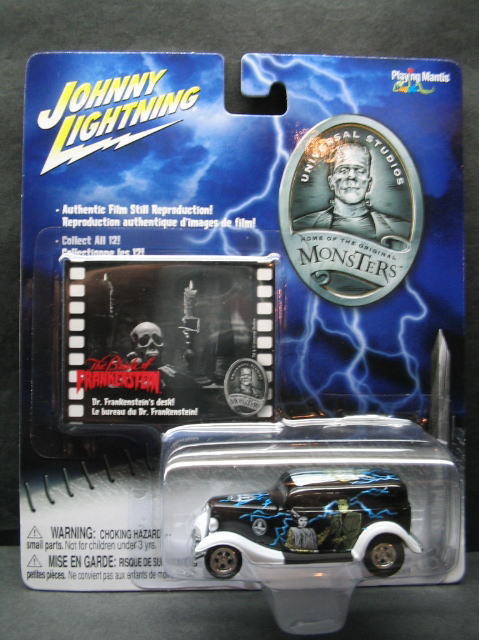 JOHNNY
LIGHTNING
Playing Mantis
UNIVERSAL STUDIOS
HOME OF THE ORIGINAL
MONSTERS
- Authentic Film Still Reproduction!
Reproduction authentique d'images de film!
- Collect All 12!
Collectionne les 12!
The Bride of
FRANKENSTEIN
Dr. Frankenstein's desk!
Le bureau du Dr. Frankenstein!
MONSTERS
WARNING: CHOKING HAZARD
small parts. Not for children under 3 yrs.
MISE EN GARDE: RISQUE DE
petites pièces. Ne convient pas aux enfants de